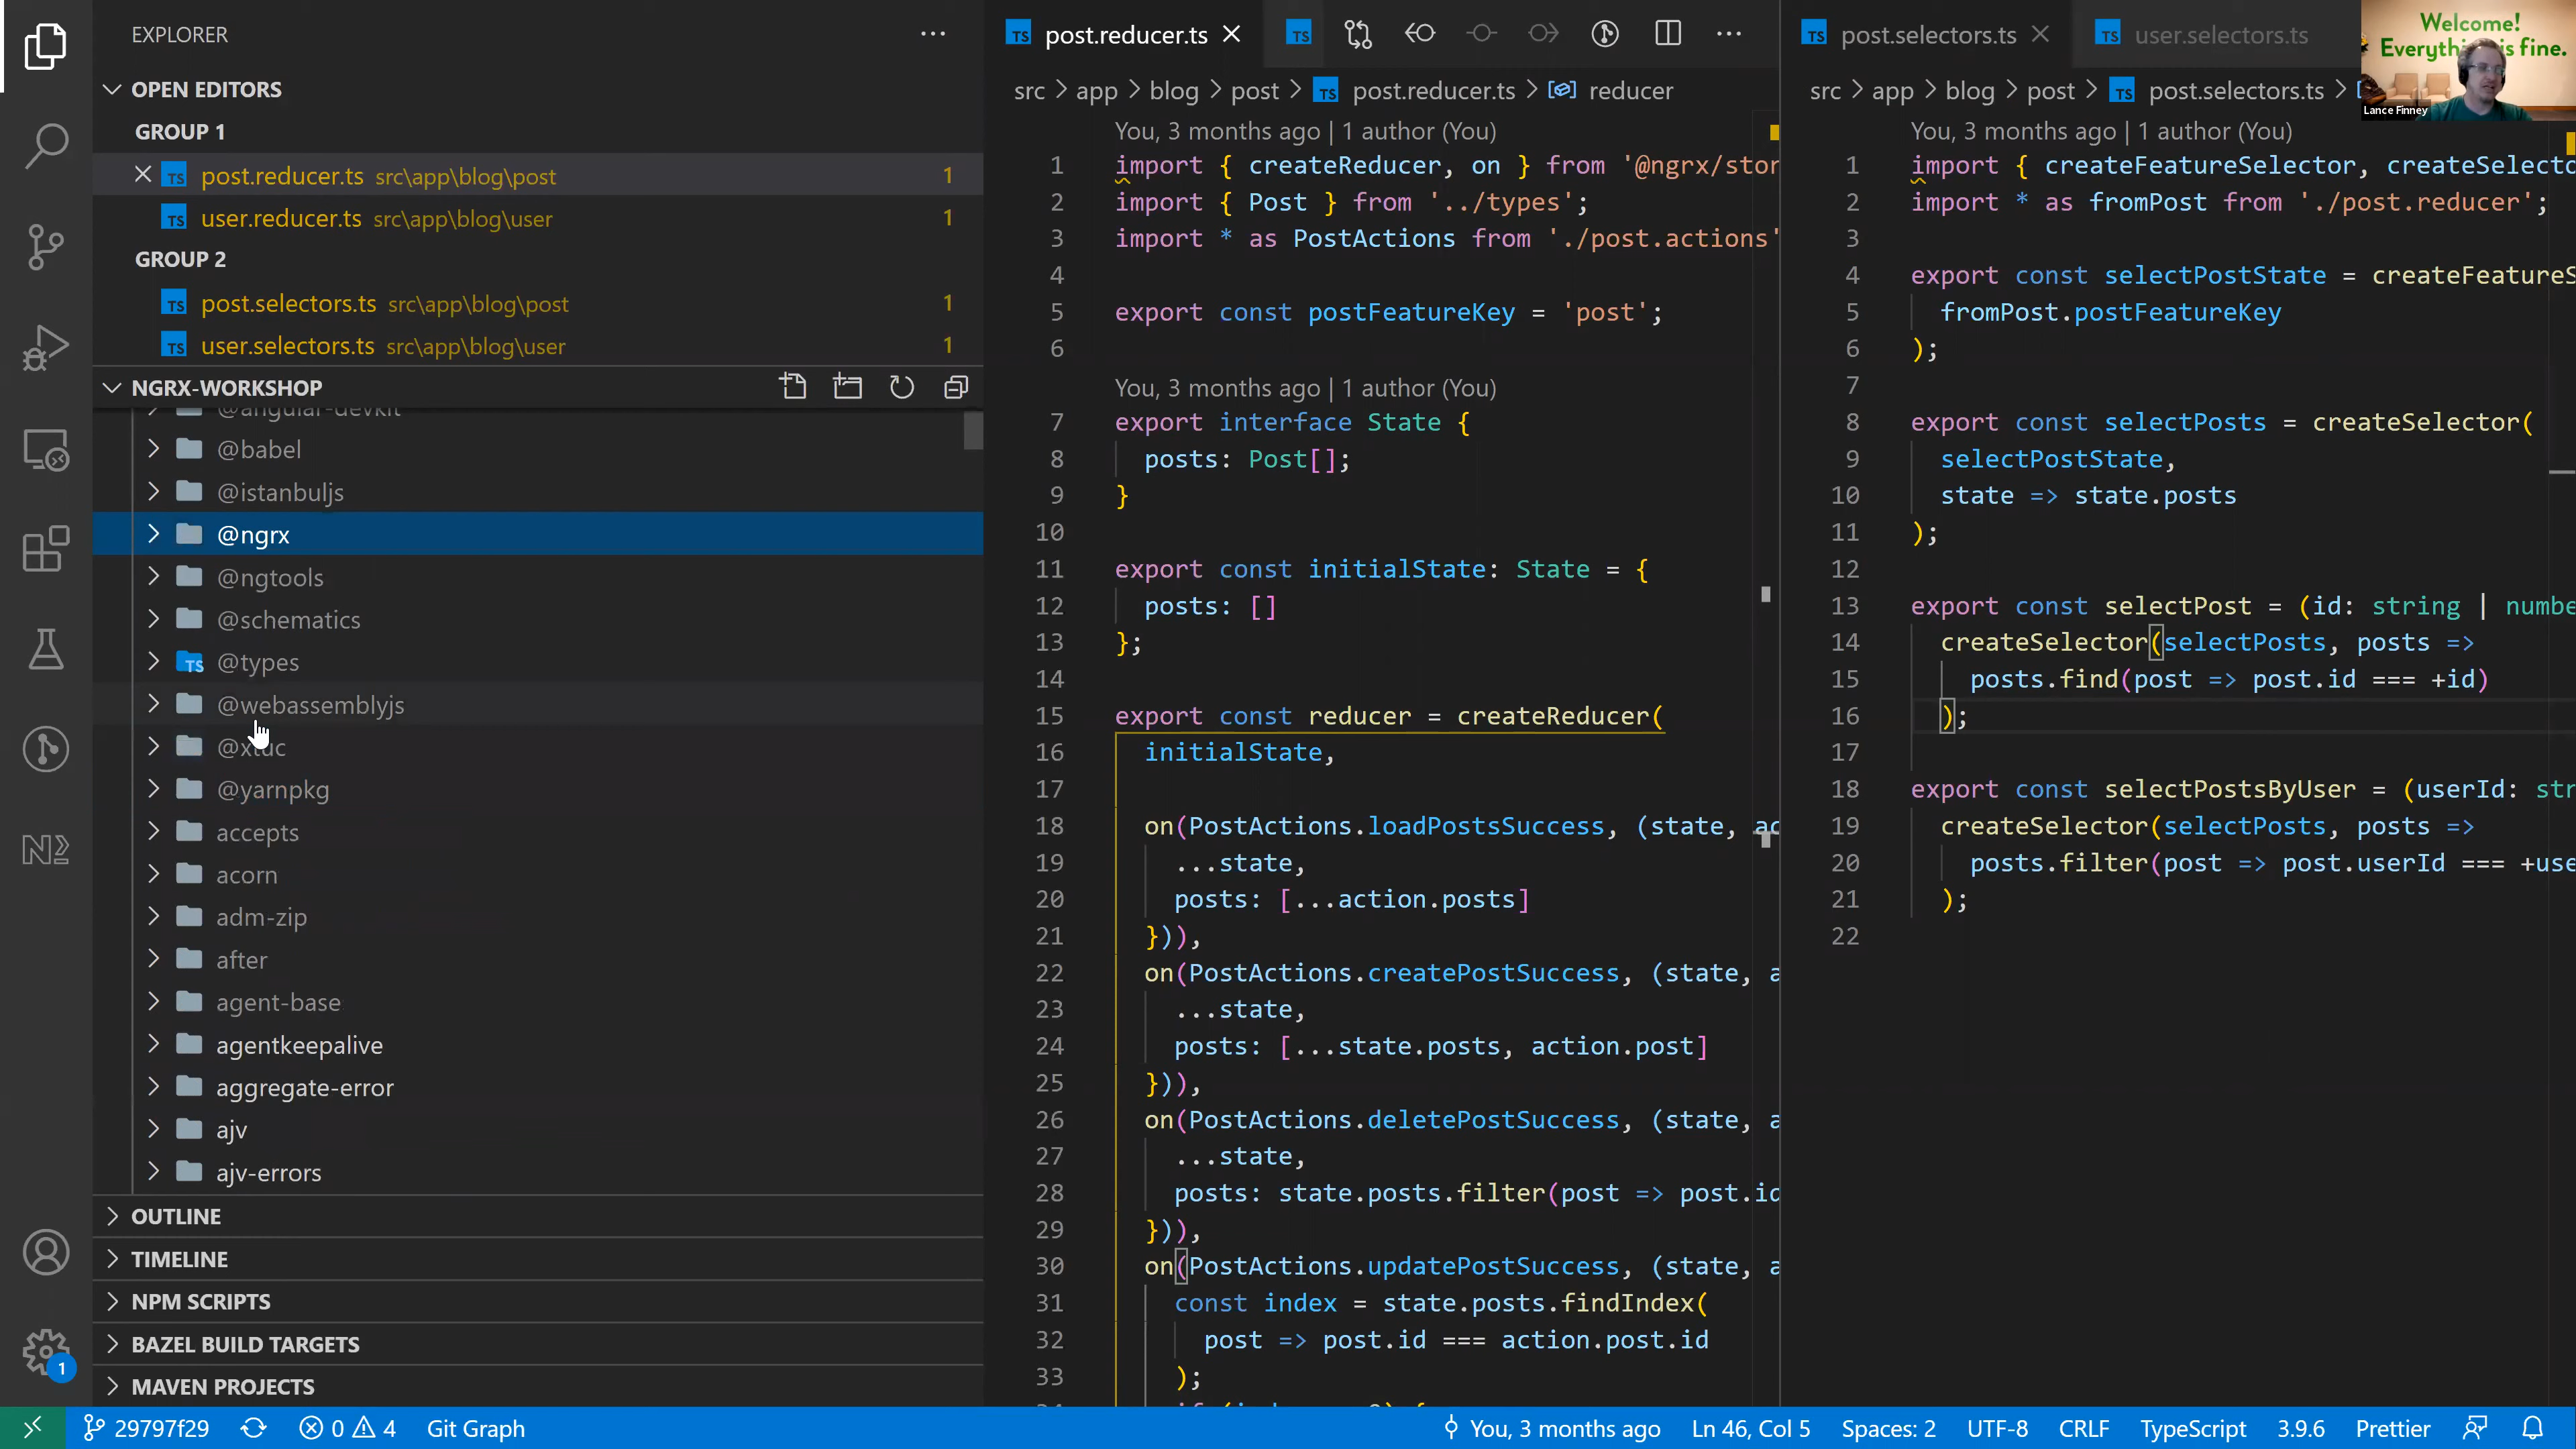 EXPLORER
OPEN EDITORS
GROUP 1
post.reducer.ts src\app\blog\post 1
user.reducer.ts src\app\blog\user 1
GROUP 2
post.selectors.ts src\app\blog\post 1
user.selectors.ts src\app\blog\user 1
NGRX-WORKSHOP
@angular-devkit
@babel
@istanbuljs
@ngrx
@ngtools
@schematics
TS @types
@webassemblyjs
@xtuc
@yarnpkg
accepts
acorn
adm-zip
after
agent-base
agentkeepalive
aggregate-error
ajv
ajv-errors
OUTLINE
TIMELINE
NPM SCRIPTS
BAZEL BUILD TARGETS
MAVEN PROJECTS
1
TS post.reducer.ts
TS
src > app > blog > post > TS post.reducer.ts > reducer
You, 3 months ago | 1 author (You)
1 import { createReducer, on } from '@ngrx/stor
2 import { Post } from '../types';
3 import * as PostActions from './post.actions'
4
5 export const postFeatureKey = 'post';
6
You, 3 months ago | 1 author (You)
7 export interface State {
8 posts: Post[];
9 }
10
11 export const initialState: State = {
12 posts: []
13 };
14
15 export const reducer = createReducer(
16 initialState,
17
18 on(PostActions.loadPostsSuccess, (state, ac
19 ...state,
20 posts: [...action.posts]
21 })),
22 on(PostActions.createPostSuccess, (state, a
23 ...state,
24 posts: [...state.posts, action.post]
25 })),
26 on(PostActions.deletePostSuccess, (state, a
27 ...state,
28 posts: state.posts.filter(post => post.id
29 })),
30 on(PostActions.updatePostSuccess, (state, a
31 const index = state.posts.findIndex(
32 post => post.id === action.post.id
33 );
TS post.selectors.ts
TS user.selectors.ts
src > app > blog > post > TS post.selectors.ts >
You, 3 months ago | 1 author (You)
1 import { createFeatureSelector, createSelecto
2 import * as fromPost from './post.reducer';
3
4 export const selectPostState = createFeatureS
5 fromPost.postFeatureKey
6 );
7
8 export const selectPosts = createSelector(
9 selectPostState,
10 state => state.posts
11 );
12
13 export const selectPost = (id: string | numbe
14 createSelector(selectPosts, posts =>
15 posts.find(post => post.id === +id)
16 );
17
18 export const selectPostsByUser = (userId: str
19 createSelector(selectPosts, posts =>
20 posts.filter(post => post.userId === +use
21 );
22
Welcome!
Everything is fine.
Lance Finney
29797f29 0 4 Git Graph You, 3 months ago Ln 46, Col 5 Spaces: 2 UTF-8 CRLF TypeScript 3.9.6 Prettier